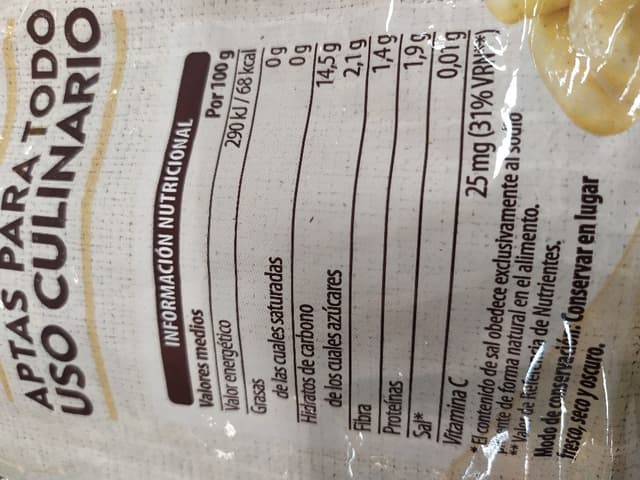 APTAS PARA TODO
USO CULINARIO
INFORMACIÓN NUTRICIONAL
Valores medios Por 100 g
Valor energético 290 kJ / 68 kcal
Grasas 0 g
de las cuales saturadas 0 g
Hidratos de carbono 14,5 g
de los cuales azúcares 2,1 g
Fibra 1,4 g
Proteínas 1,9 g
Sal* 0,01 g
Vitamina C 25 mg (31% VRN**)
* El contenido de sal obedece exclusivamente al sodio
de forma natural en el alimento.
** Valor de Referencia de Nutrientes.
Modo de conservación: Conservar en lugar
fresco, seco y oscuro.